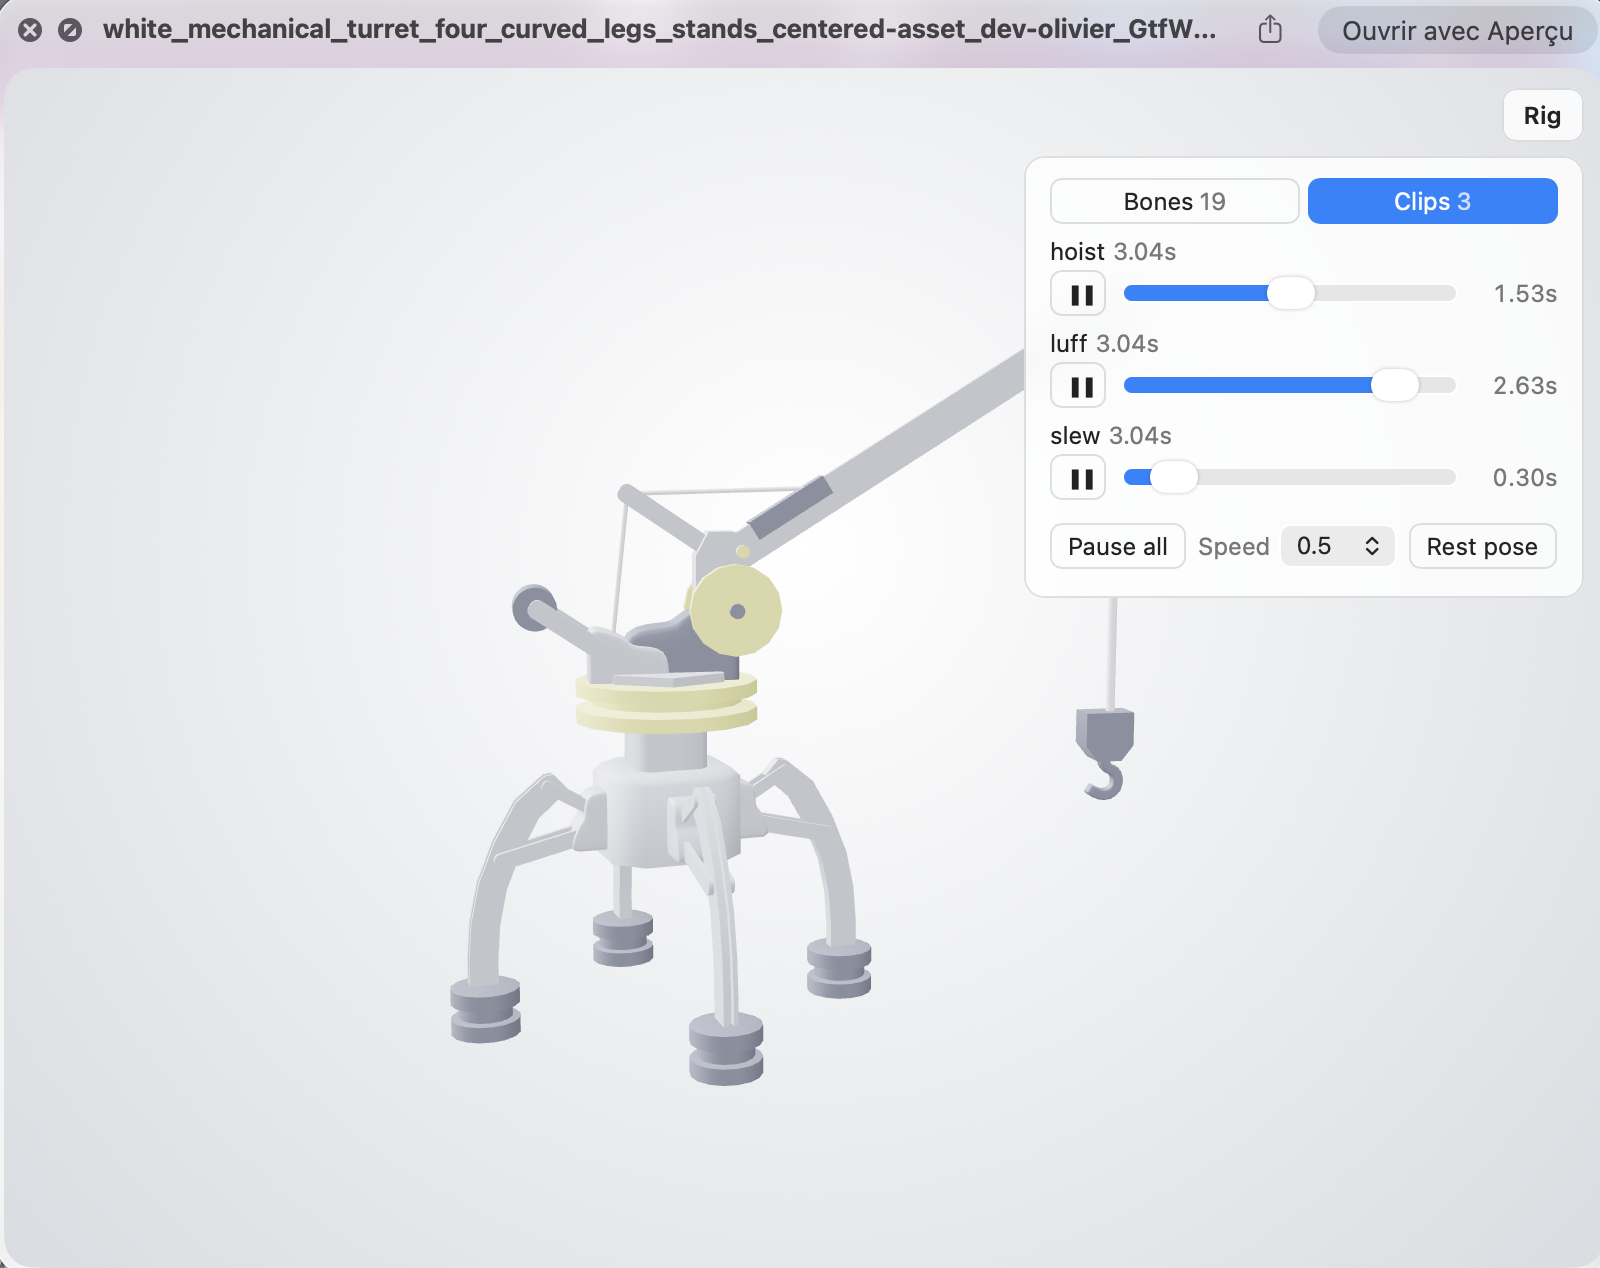 white_mechanical_turret_four_curved_legs_stands_centered-asset_dev-olivier_GtfW...
Ouvrir avec Aperçu
Rig
Bones 19
Clips 3
hoist 3.04s
1.53s
luff 3.04s
2.63s
slew 3.04s
0.30s
Pause all
Speed
0.5
Rest pose